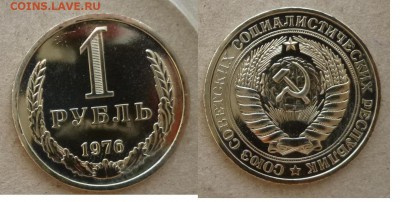 COINS.LAVE.RU
1
РУБЛЬ
1976
СОЮЗ СОВЕТСКИХ СОЦИАЛИСТИЧЕСКИХ РЕСПУБЛИК